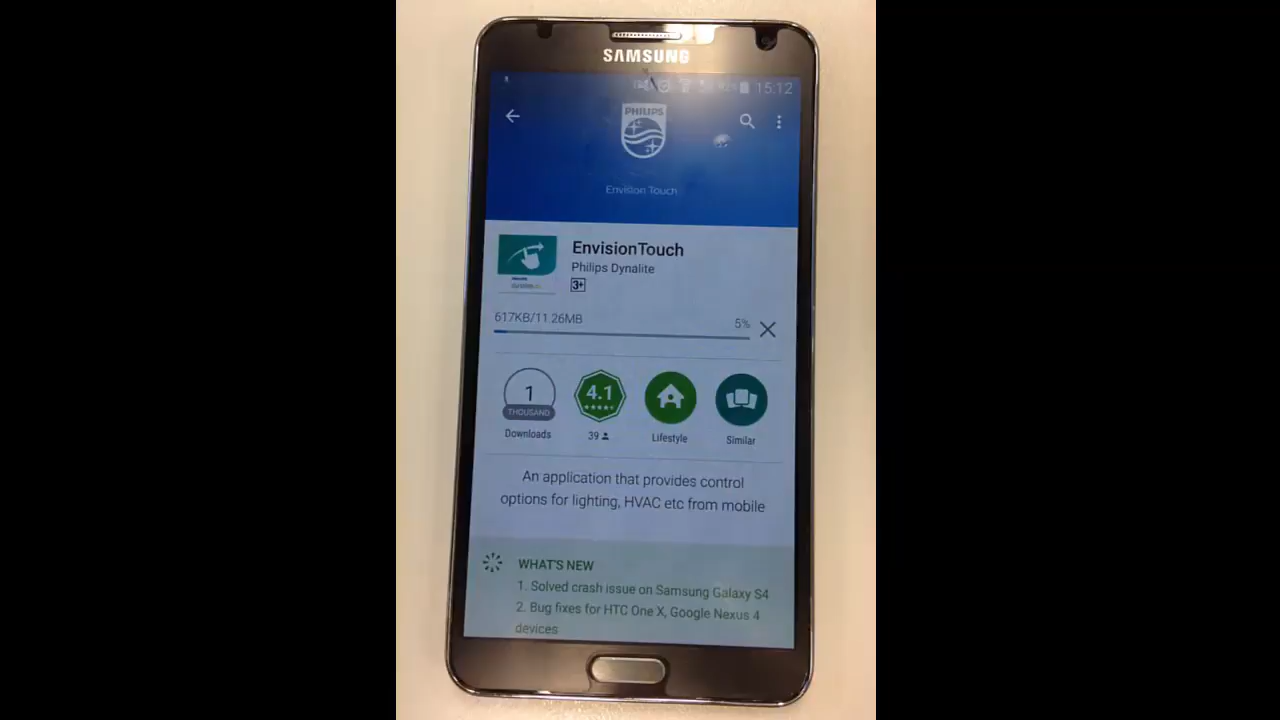 SAMSUNG
15.12
PHILIPS
Envision Touch
EnvisionTouch
Philips Dynalite
3+
617KB/11.26MB
5%
1
THOUSAND
Downloads
4.1
39
Lifestyle
Similar
An application that provides control
options for lighting, HVAC etc from mobile
WHAT'S NEW
1. Solved crash issue on Samsung Galaxy S4
2. Bug fixes for HTC One X, Google Nexus 4
devices